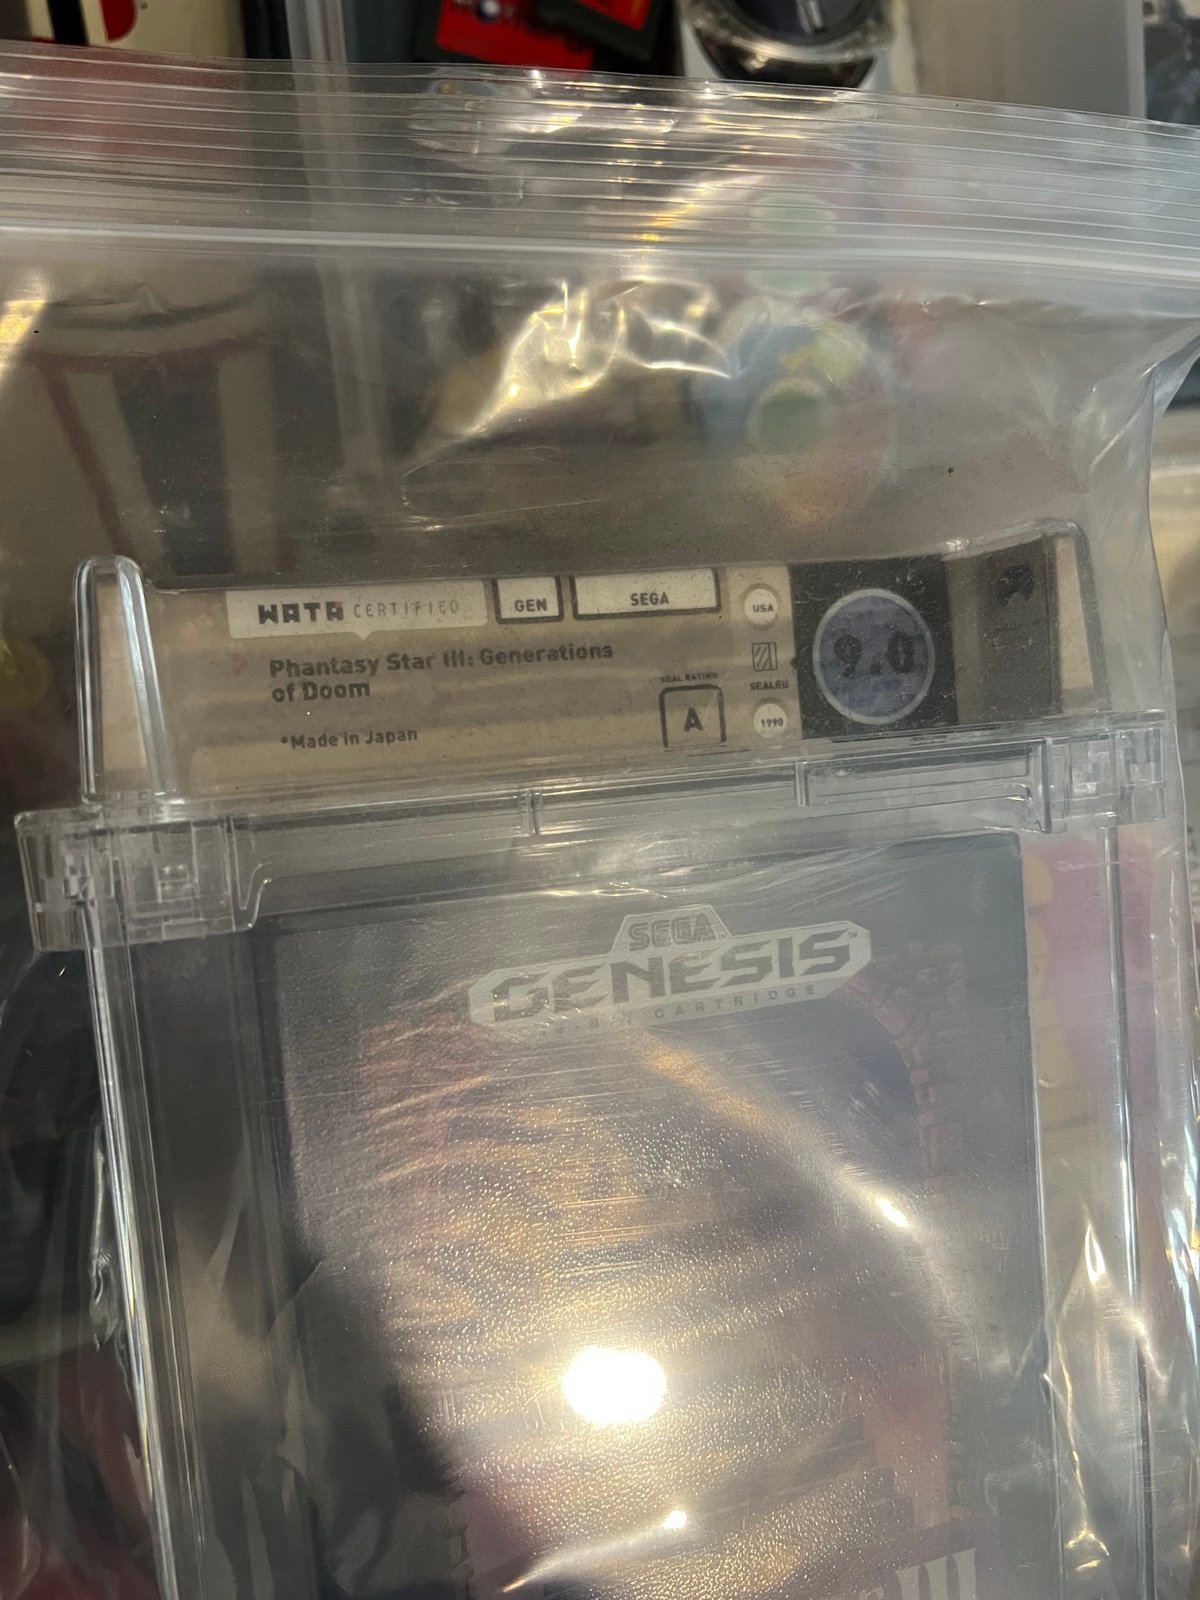 WATA CERTIFIED
GEN
SEGA
USA
Phantasy Star III: Generations
of Doom
SEAL RATING
A
SEALED
1990
9.0
*Made in Japan
SEGA
GENESIS™
CARTRIDGE